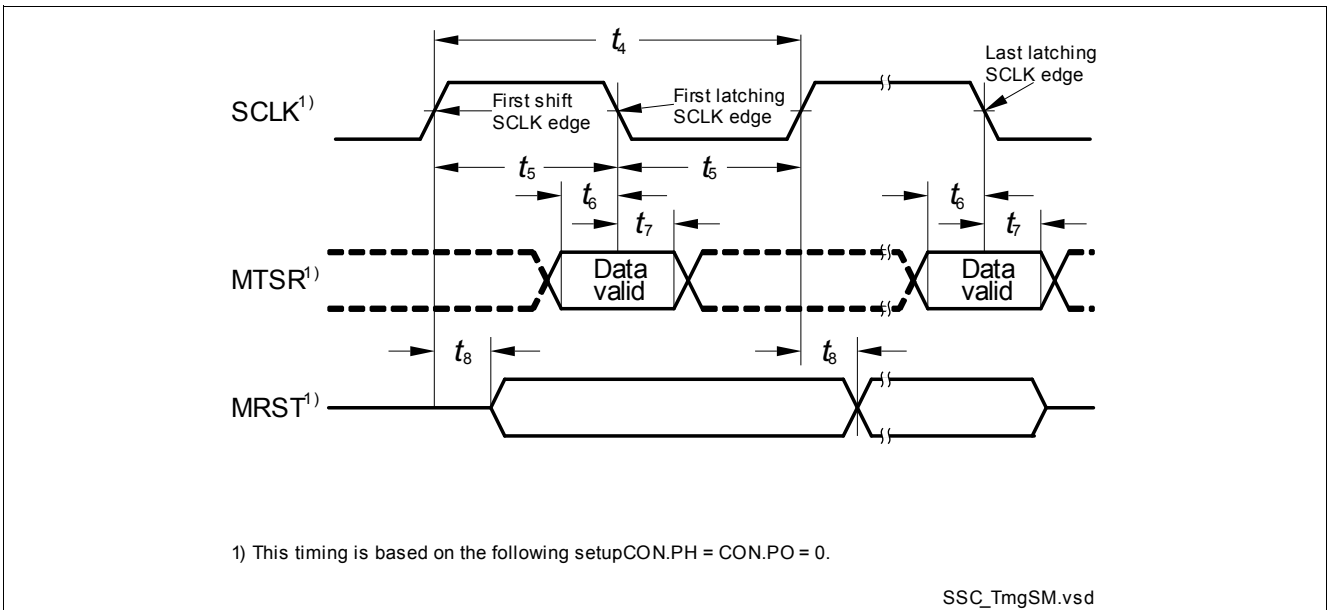 t4
Last latching
SCLK edge
SCLK1)
First shift
SCLK edge
First latching
SCLK edge
t5
t5
t6
t6
t7
t7
MTSR1)
Data
valid
Data
valid
t8
t8
MRST1)
1) This timing is based on the following setupCON.PH = CON.PO = 0.
SSC_TmgSM.vsd